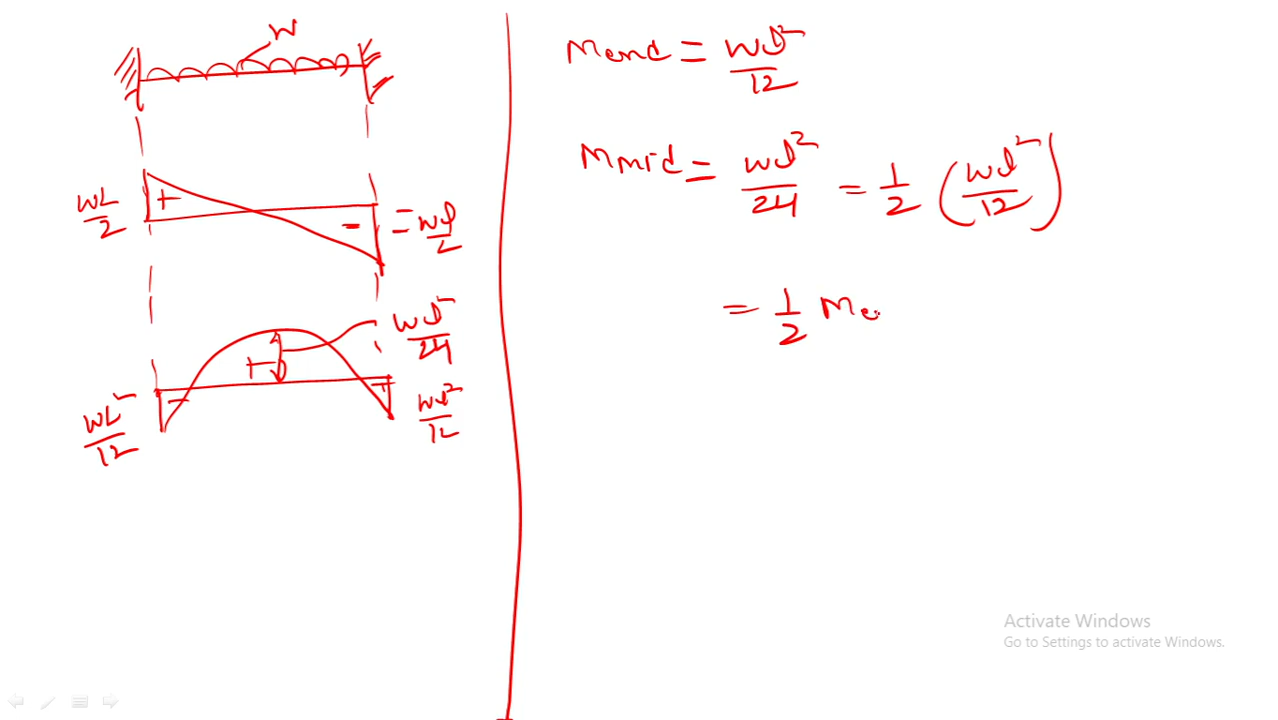 W
WL/2
+
-
= Wl/2
Wl²/24
+
-
WL²/12
Wl²/12
Mend = Wl²/12
Mmid = Wl²/24 = 1/2 (Wl²/12)
= 1/2 Me
Activate Windows
Go to Settings to activate Windows.